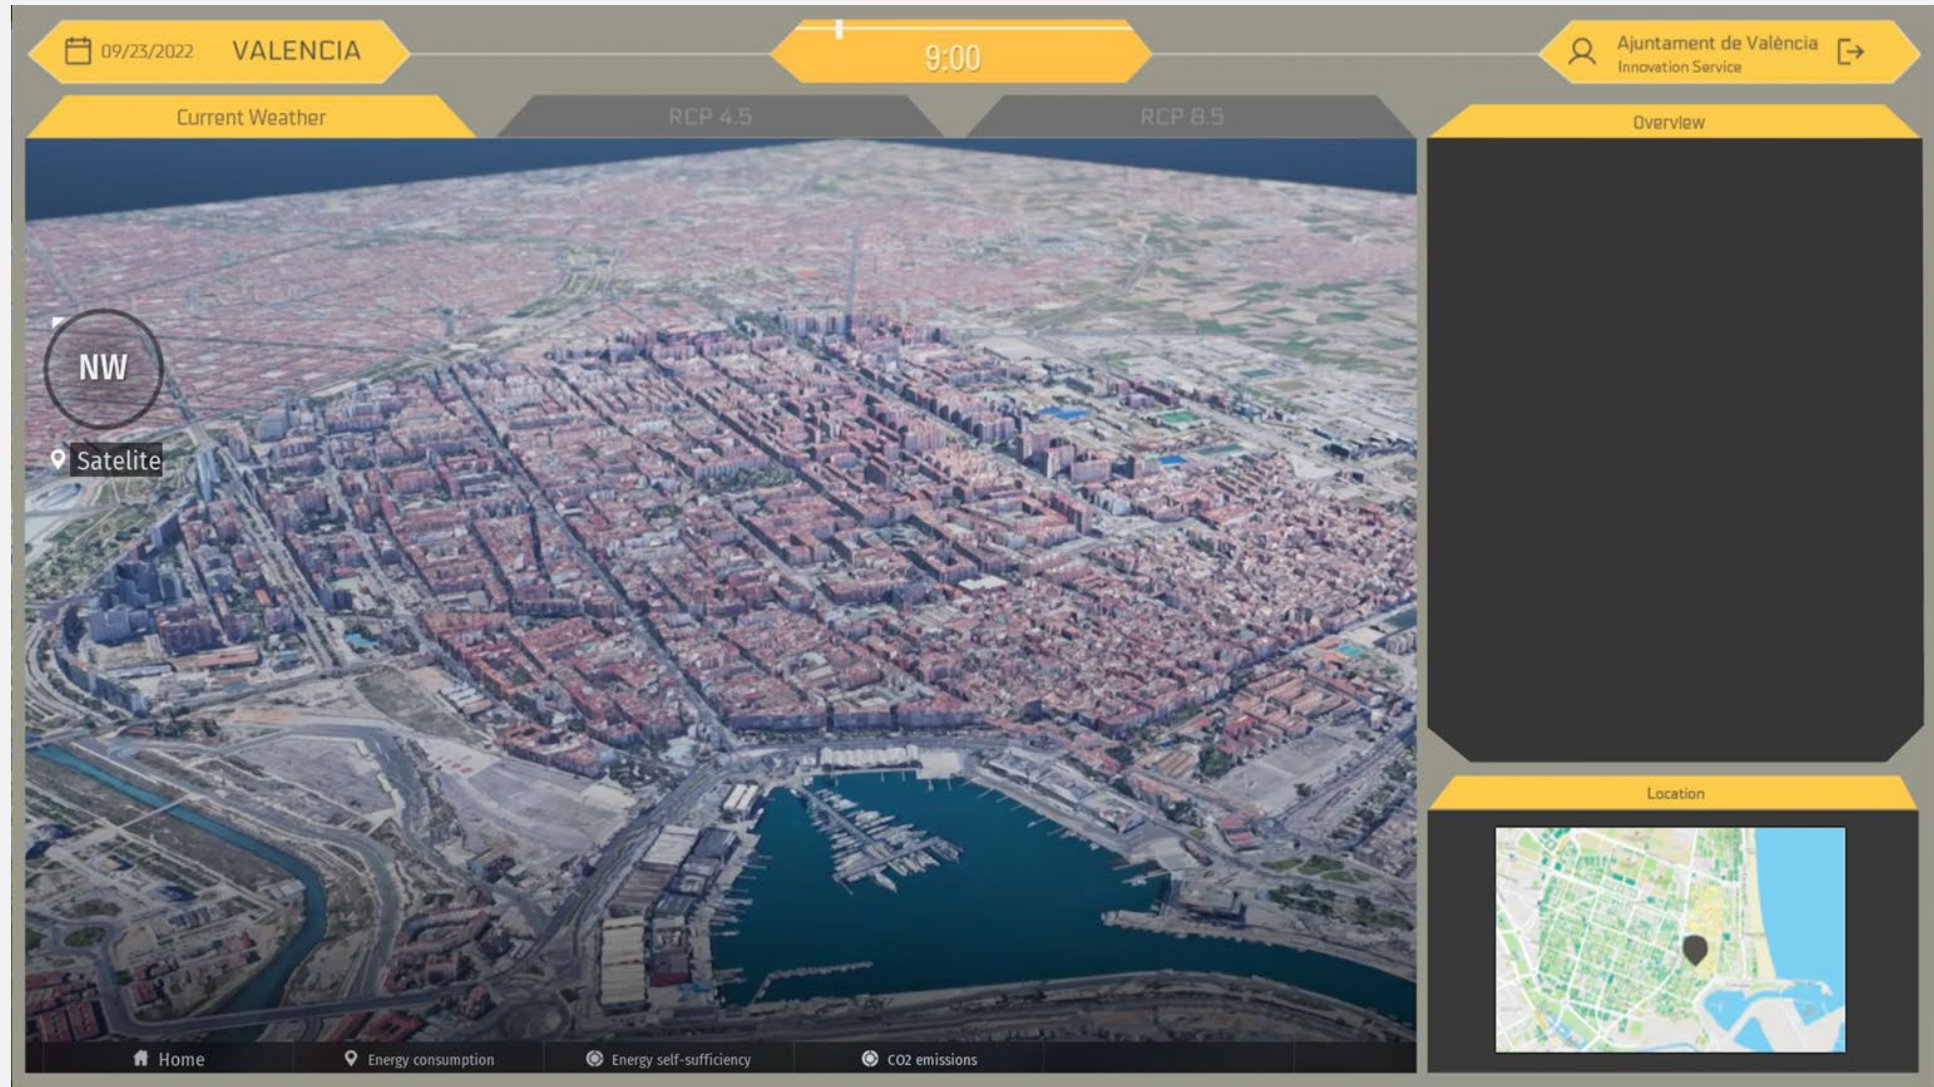 09/23/2022 VALENCIA
9:00
Ajuntament de València
Innovation Service
Current Weather
RCP 4.5
RCP 8.5
Overview
NW
Satelite
Location
Home
Energy consumption
Energy self-sufficiency
CO2 emissions